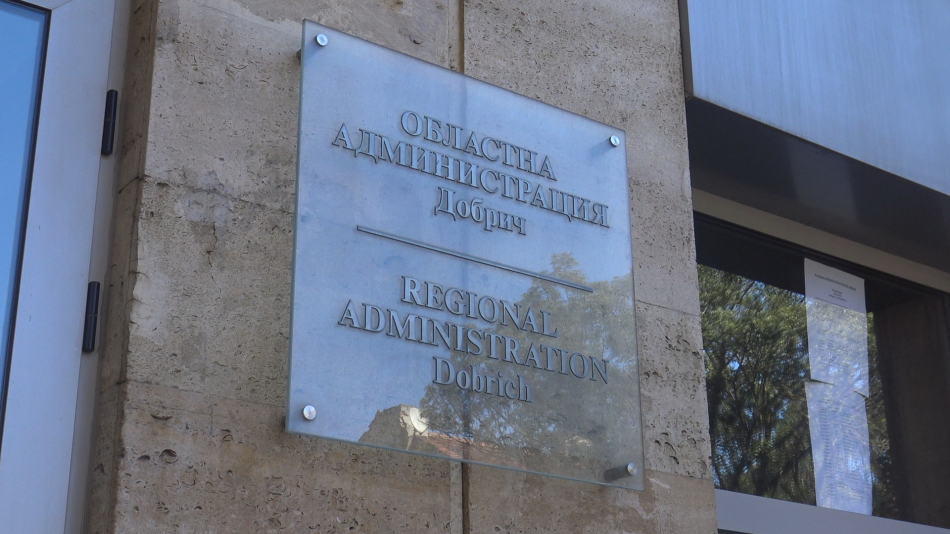 ОБЛАСТНА
АДМИНИСТРАЦИЯ
Добрич
REGIONAL
ADMINISTRATION
Dobrich